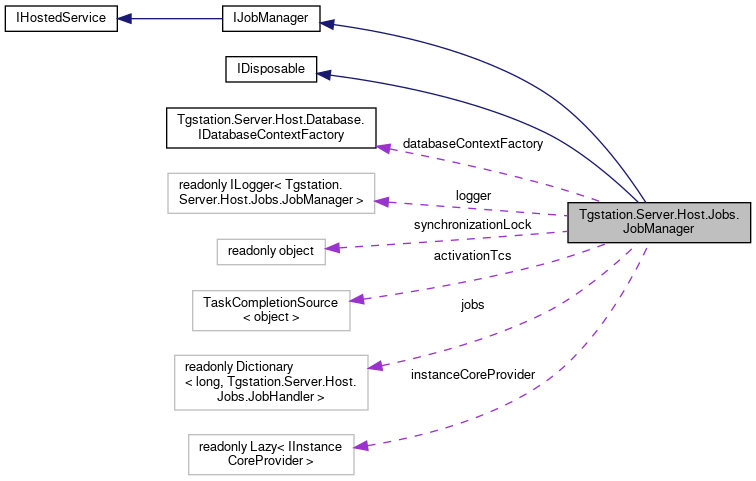 IHostedService
IJobManager
IDisposable
Tgstation.Server.Host.Database.
IDatabaseContextFactory
databaseContextFactory
readonly ILogger< Tgstation.
Server.Host.Jobs.JobManager >
logger
Tgstation.Server.Host.Jobs.
JobManager
synchronizationLock
readonly object
activationTcs
TaskCompletionSource
< object >
jobs
readonly Dictionary
< long, Tgstation.Server.Host.
Jobs.JobHandler >
instanceCoreProvider
readonly Lazy< IInstance
CoreProvider >